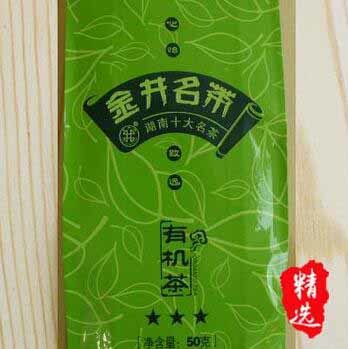 金井名茶
湖南十大名茶
有机茶
净含量：50克
精选